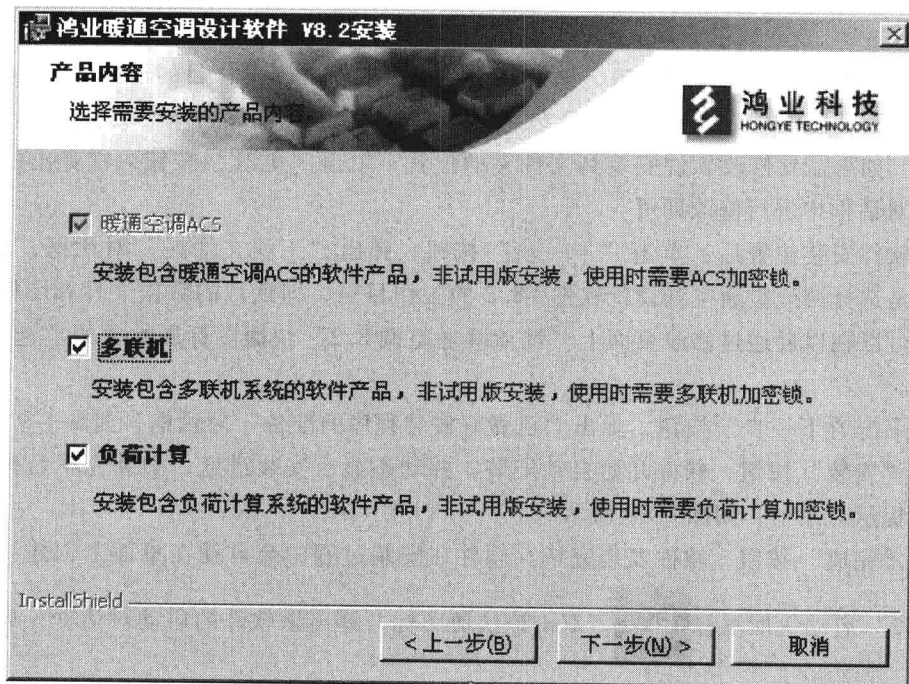 鸿业暖通空调设计软件 V8.2安装
产品内容
选择需要安装的产品内容。
鸿业科技
HONGYE TECHNOLOGY
暖通空调ACS
安装包含暖通空调ACS的软件产品，非试用版安装，使用时需要ACS加密锁。
多联机
安装包含多联机系统的软件产品，非试用版安装，使用时需要多联机加密锁。
负荷计算
安装包含负荷计算系统的软件产品，非试用版安装，使用时需要负荷计算加密锁。
InstallShield
<上一步(B) 下一步(N)> 取消